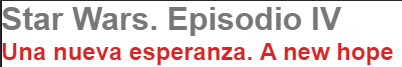 Star Wars. Episodio IV
Una nueva esperanza. A new hope